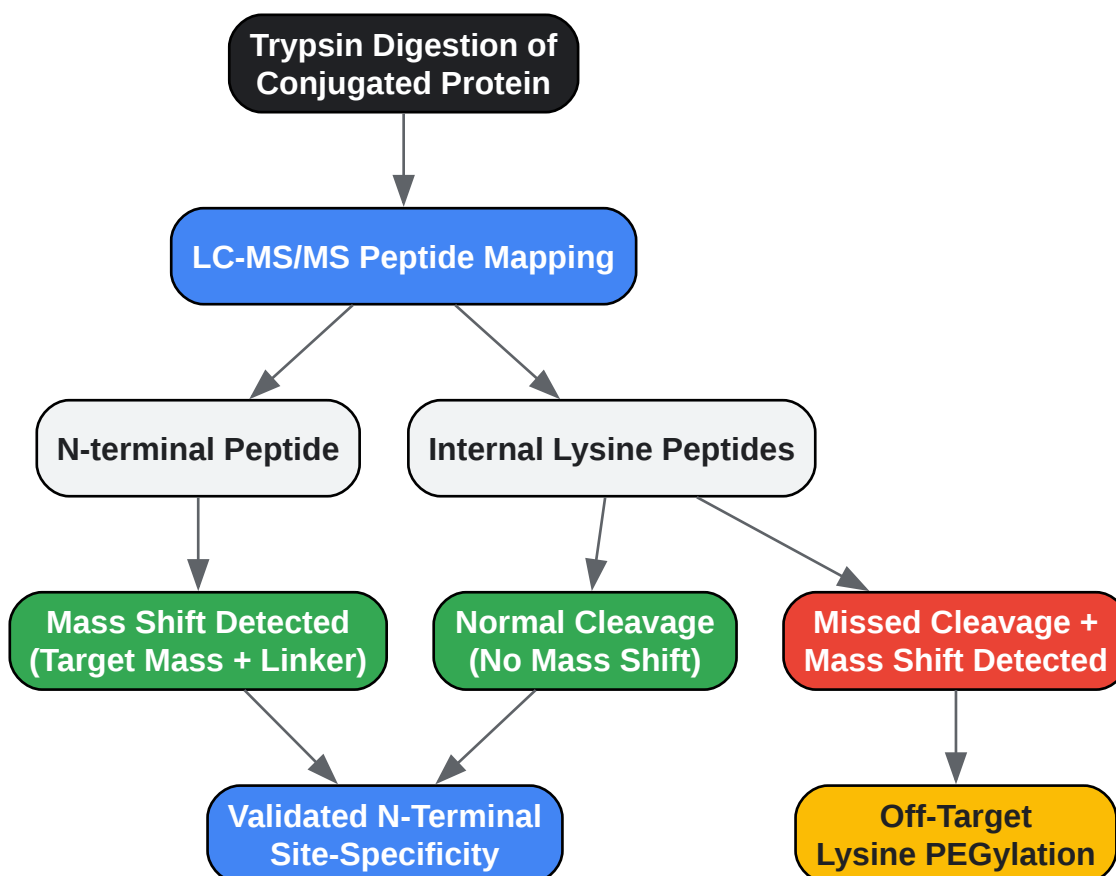 Trypsin Digestion of
Conjugated Protein
LC-MS/MS Peptide Mapping
N-terminal Peptide
Internal Lysine Peptides
Mass Shift Detected
(Target Mass + Linker)
Normal Cleavage
(No Mass Shift)
Missed Cleavage +
Mass Shift Detected
Validated N-Terminal
Site-Specificity
Off-Target
Lysine PEGylation